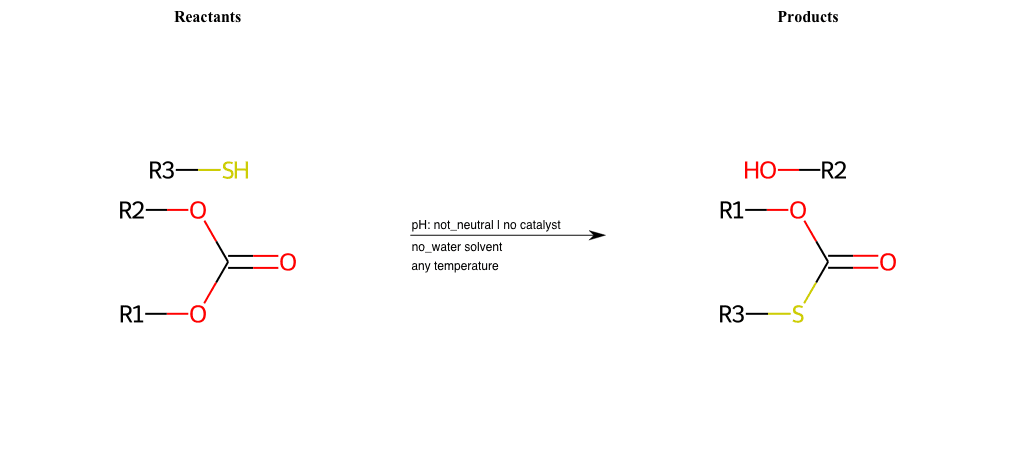 Reactants
Products
R3 SH
HO R2
R2 O
R1 O
pH: not_neutral | no catalyst
no_water solvent
any temperature
O
O
R1 O
R3 S